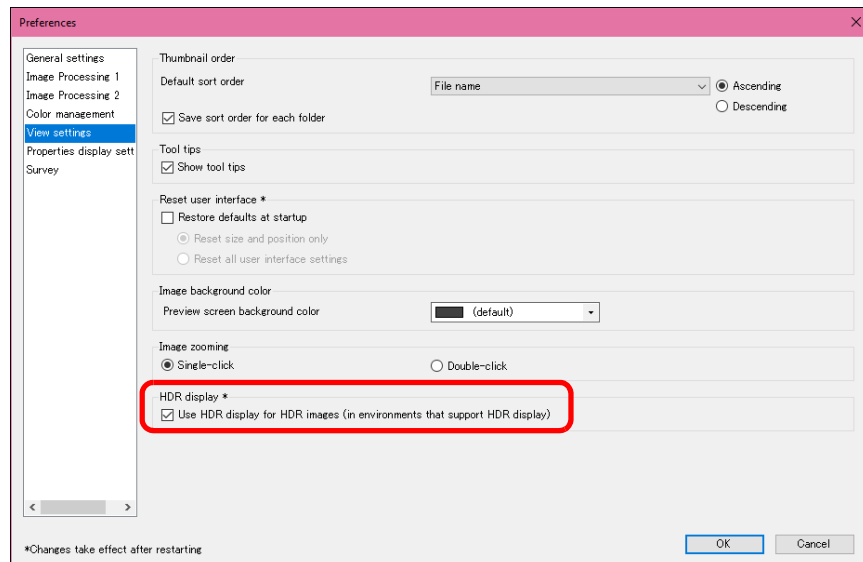 Preferences
General settings
Image Processing 1
Image Processing 2
Color management
View settings
Properties display sett
Survey
Thumbnail order
Default sort order
File name
Ascending
Descending
Save sort order for each folder
Tool tips
Show tool tips
Reset user interface *
Restore defaults at startup
Reset size and position only
Reset all user interface settings
Image background color
Preview screen background color
(default)
Image zooming
Single-click
Double-click
HDR display *
Use HDR display for HDR images (in environments that support HDR display)
*Changes take effect after restarting
OK
Cancel